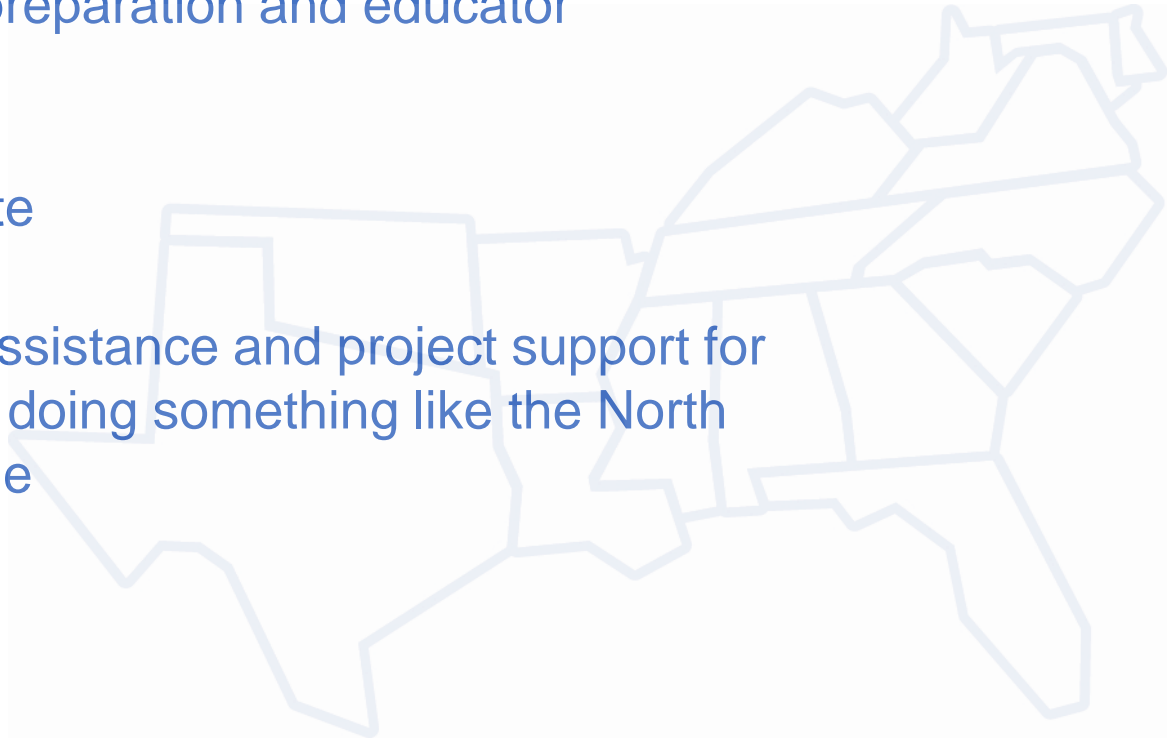 preparation and educator
te
ssistance and project support for
doing something like the North
e